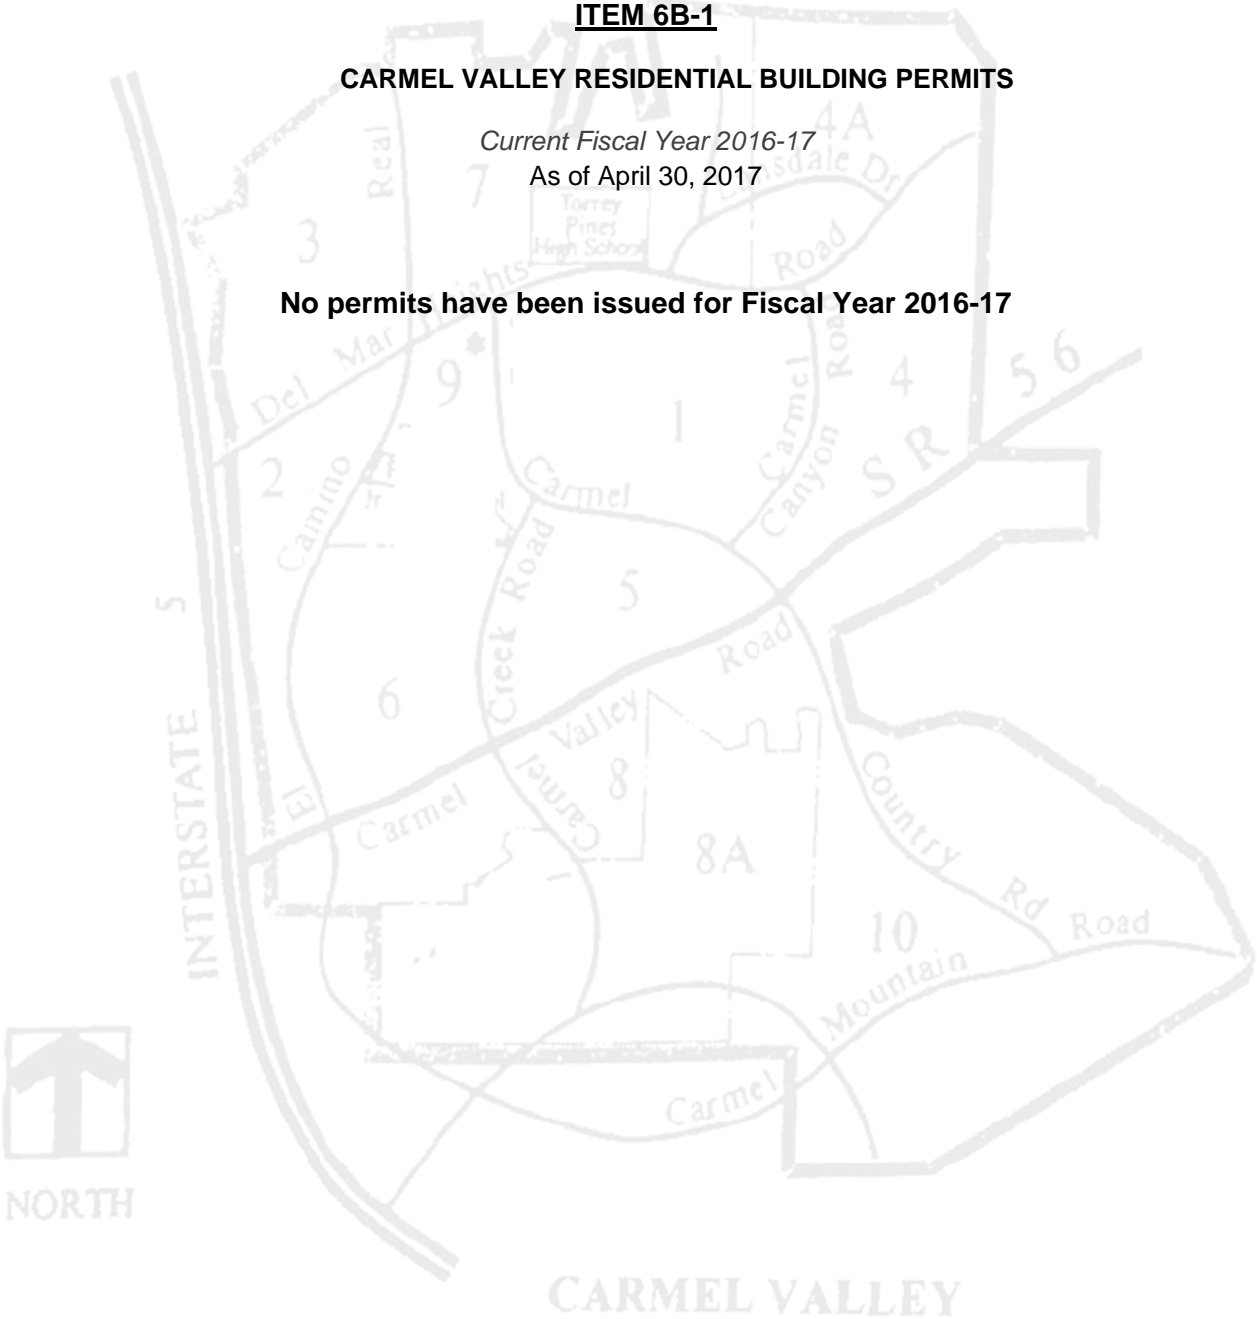 ITEM 6B-1
CARMEL VALLEY RESIDENTIAL BUILDING PERMITS
Current Fiscal Year 2016-17
As of April 30, 2017
No permits have been issued for Fiscal Year 2016-17
4A
Real
7
sdale Dr
Torrey
Pines
High School
3
Road
Del Mar Heights
9
1
4
Carmel
Canyon
Road
SR 56
2
Camino
Carmel
Creek Road
5
5
Road
6
Valley
8
Carmel
El
Carmel
8A
Country
Rd
INTERSTATE
10
Road
Mountain
Carmel
NORTH
CARMEL VALLEY